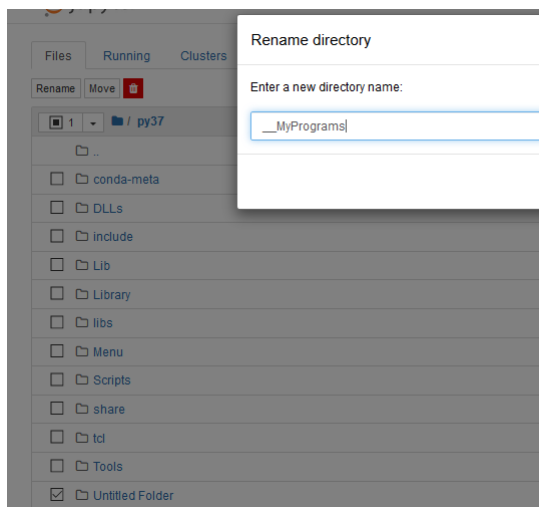 Rename directory
Files Running Clusters
Rename Move
Enter a new directory name:
1 / py37
__MyPrograms
..
conda-meta
DLLs
include
Lib
Library
libs
Menu
Scripts
share
tcl
Tools
Untitled Folder